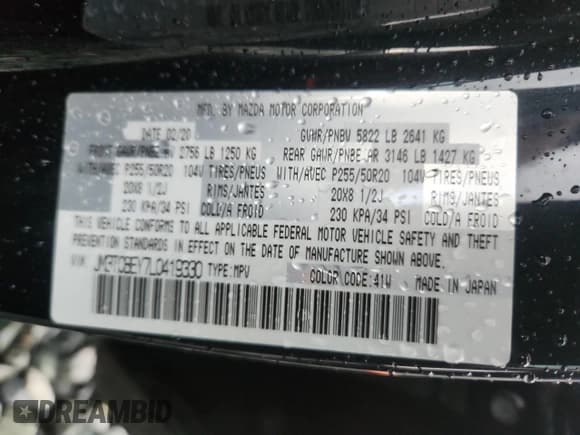 MFD. BY MAZDA MOTOR CORPORATION
DATE 02/20 GVWR/PNBV 5822 LB 2641 KG
FRONT GAWR/PNBE AV 2756 LB 1250 KG REAR GAWR/PNBE AR 3146 LB 1427 KG
WITH/AVEC P255/50R20 104V TIRES/PNEUS WITH/AVEC P255/50R20 104V TIRES/PNEUS
20X8 1/2J RIMS/JANTES 20X8 1/2J RIMS/JANTES
230 KPA/34 PSI COLD/A FROID 230 KPA/34 PSI COLD/A FROID
THIS VEHICLE CONFORMS TO ALL APPLICABLE FEDERAL MOTOR VEHICLE SAFETY AND THEFT
PREVENTION STANDARDS IN EFFECT ON THE DATE OF MANUFACTURE SHOWN ABOVE.
VIN JM3TCBEY7L0419330 TYPE:MPV COLOR CODE:41W MADE IN JAPAN
DREAMBID